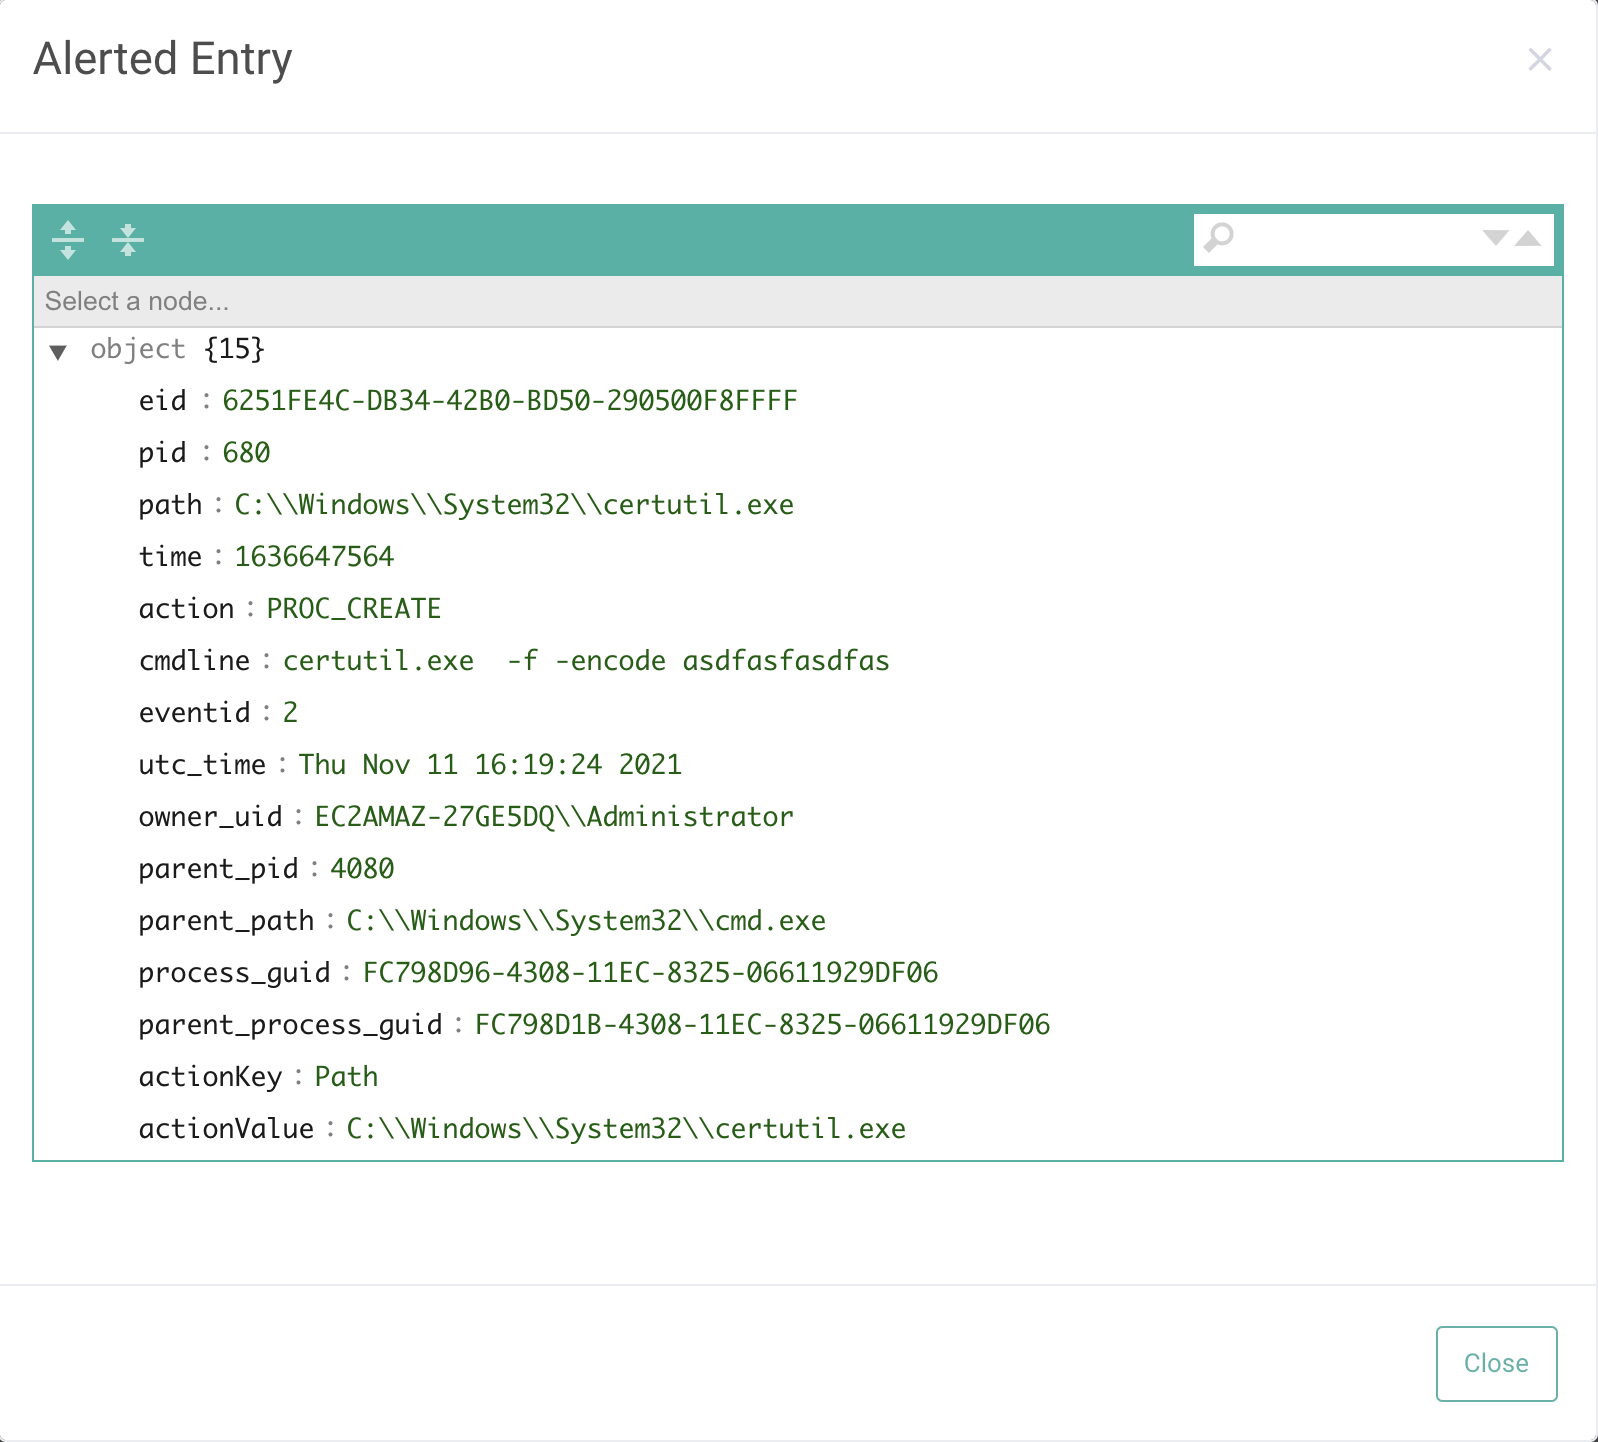 Alerted Entry
Select a node...
object {15}
eid : 6251FE4C-DB34-42B0-BD50-290500F8FFFF
pid : 680
path : C:\\Windows\\System32\\certutil.exe
time : 1636647564
action : PROC_CREATE
cmdline : certutil.exe  -f -encode asdfasfasdfas
eventid : 2
utc_time : Thu Nov 11 16:19:24 2021
owner_uid : EC2AMAZ-27GE5DQ\\Administrator
parent_pid : 4080
parent_path : C:\\Windows\\System32\\cmd.exe
process_guid : FC798D96-4308-11EC-8325-06611929DF06
parent_process_guid : FC798D1B-4308-11EC-8325-06611929DF06
actionKey : Path
actionValue : C:\\Windows\\System32\\certutil.exe
Close